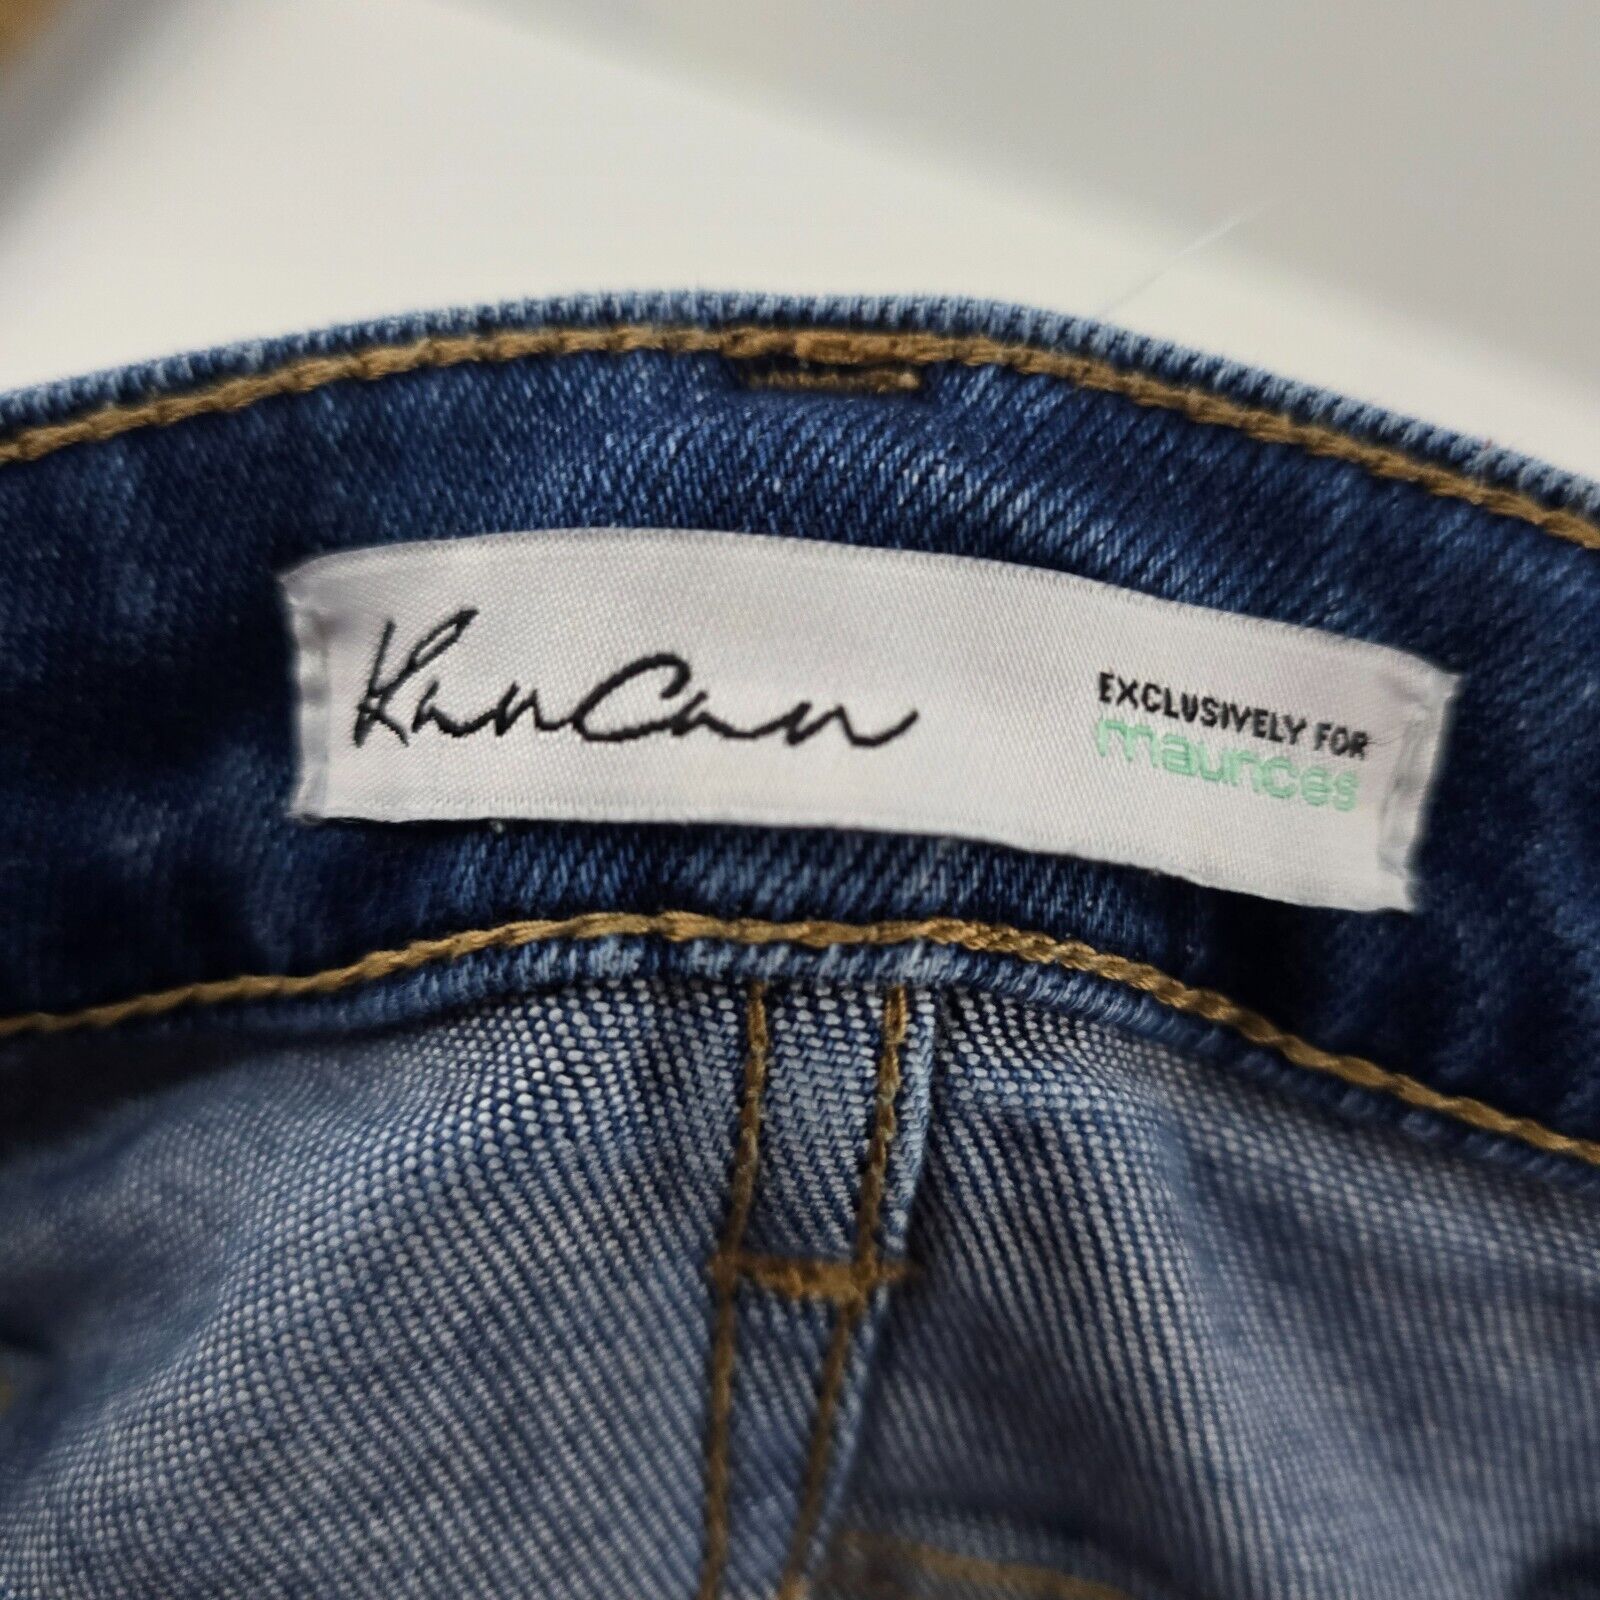 KanCan
EXCLUSIVELY FOR
maurices